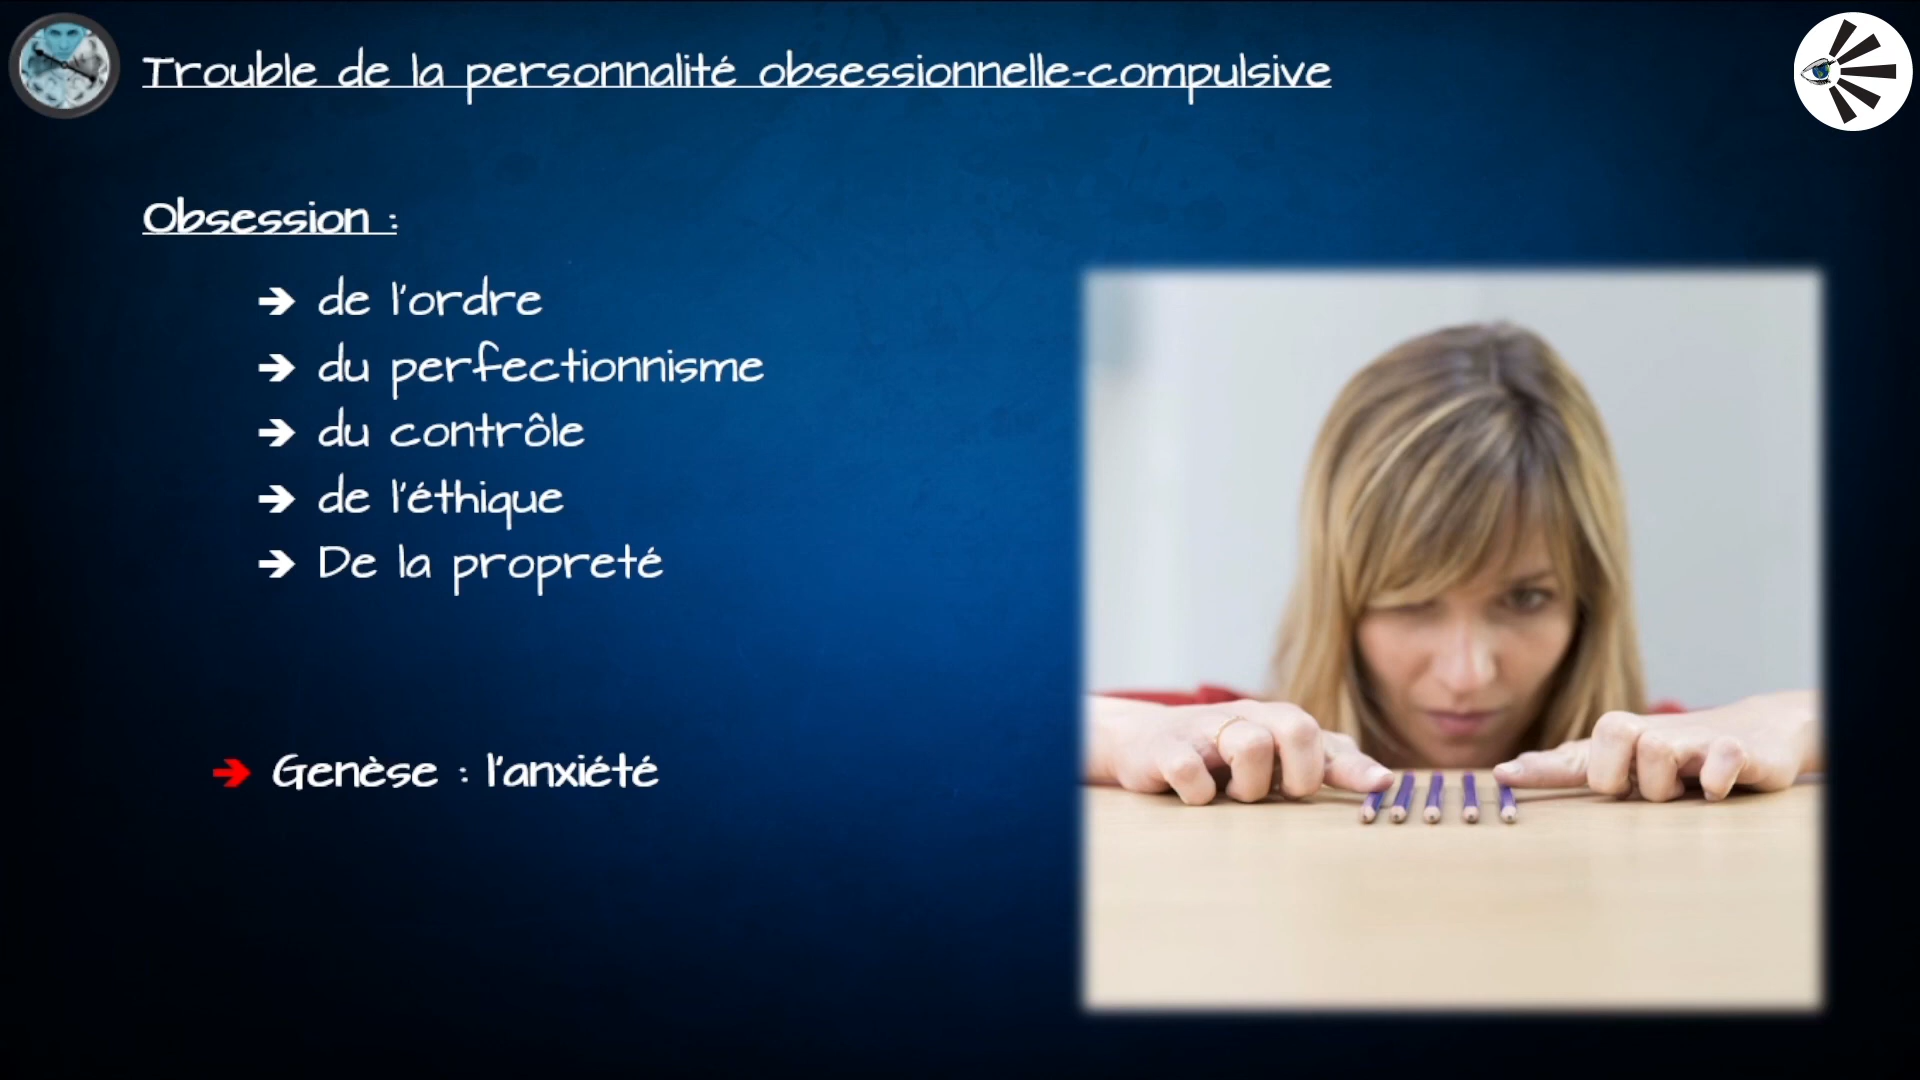 Trouble de la personnalité obsessionnelle-compulsive
Obsession :
➔ de l'ordre
➔ du perfectionnisme
➔ du contrôle
➔ de l'éthique
➔ De la propreté
➔ Genèse : l'anxiété